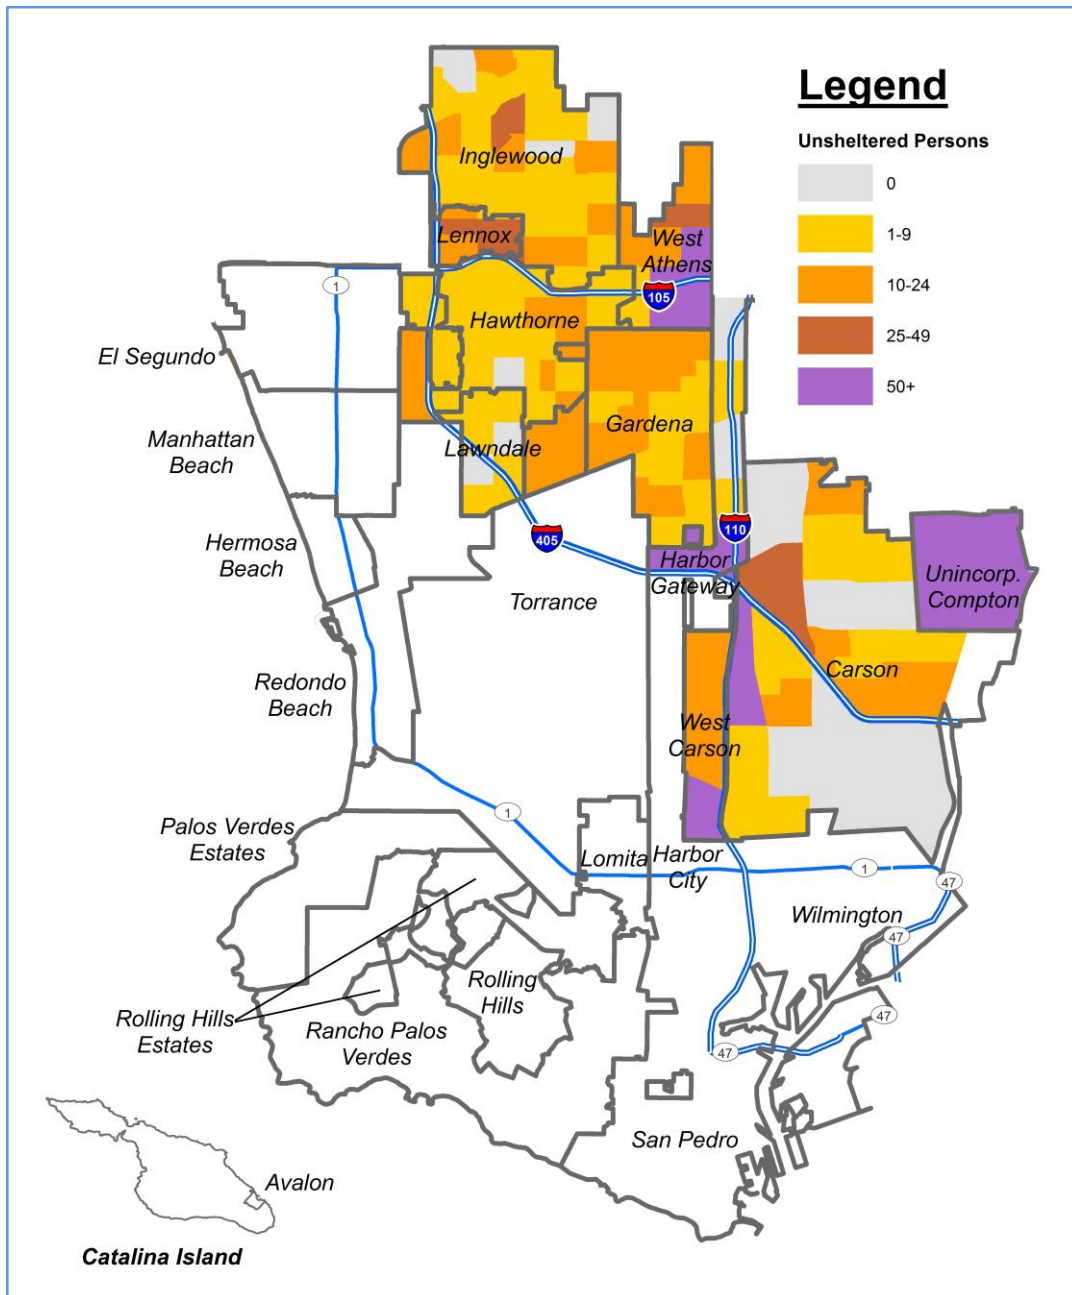 Legend
Unsheltered Persons
0
1-9
10-24
25-49
50+
Inglewood
Lennox
West
Athens
105
1
Hawthorne
El Segundo
Gardena
Manhattan
Beach
Lawndale
405
110
Hermosa
Beach
Harbor
Gateway
Unincorp.
Compton
Torrance
Redondo
Beach
Carson
West
Carson
1
Palos Verdes
Estates
Lomita
Harbor
City
1
47
Wilmington
47
Rolling
Hills
Rolling Hills
Estates
Rancho Palos
Verdes
47
47
San Pedro
Avalon
Catalina Island